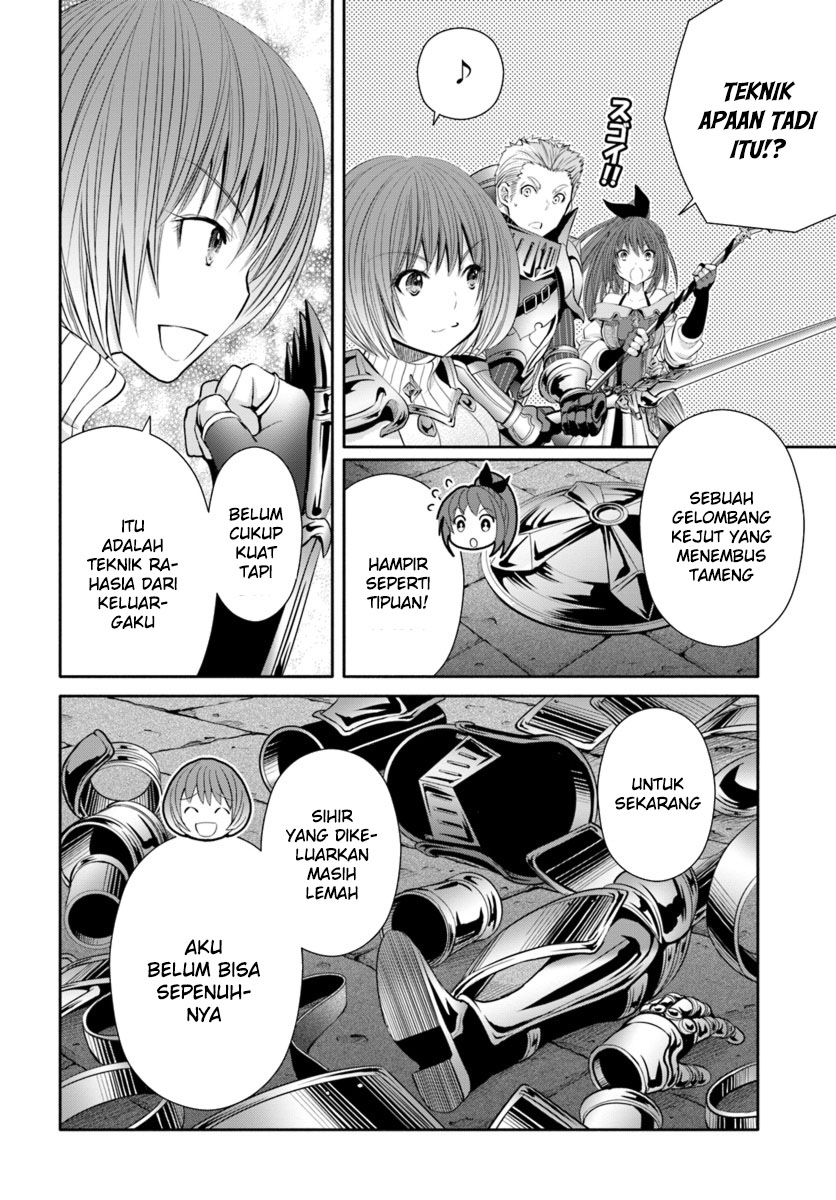 TEKNIK
APAAN TADI
ITU!?
スゴイ!!
♪
SEBUAH
GELOMBANG
KEJUT YANG
MENEMBUS
TAMENG
HAMPIR
SEPERTI
TIPUAN!
BELUM
CUKUP
KUAT
TAPI
ITU
ADALAH
TEKNIK RA-
HASIA DARI
KELUAR-
GAKU
UNTUK
SEKARANG
SIHIR
YANG DIKE-
LUARKAN
MASIH
LEMAH
AKU
BELUM BISA
SEPENUH-
NYA